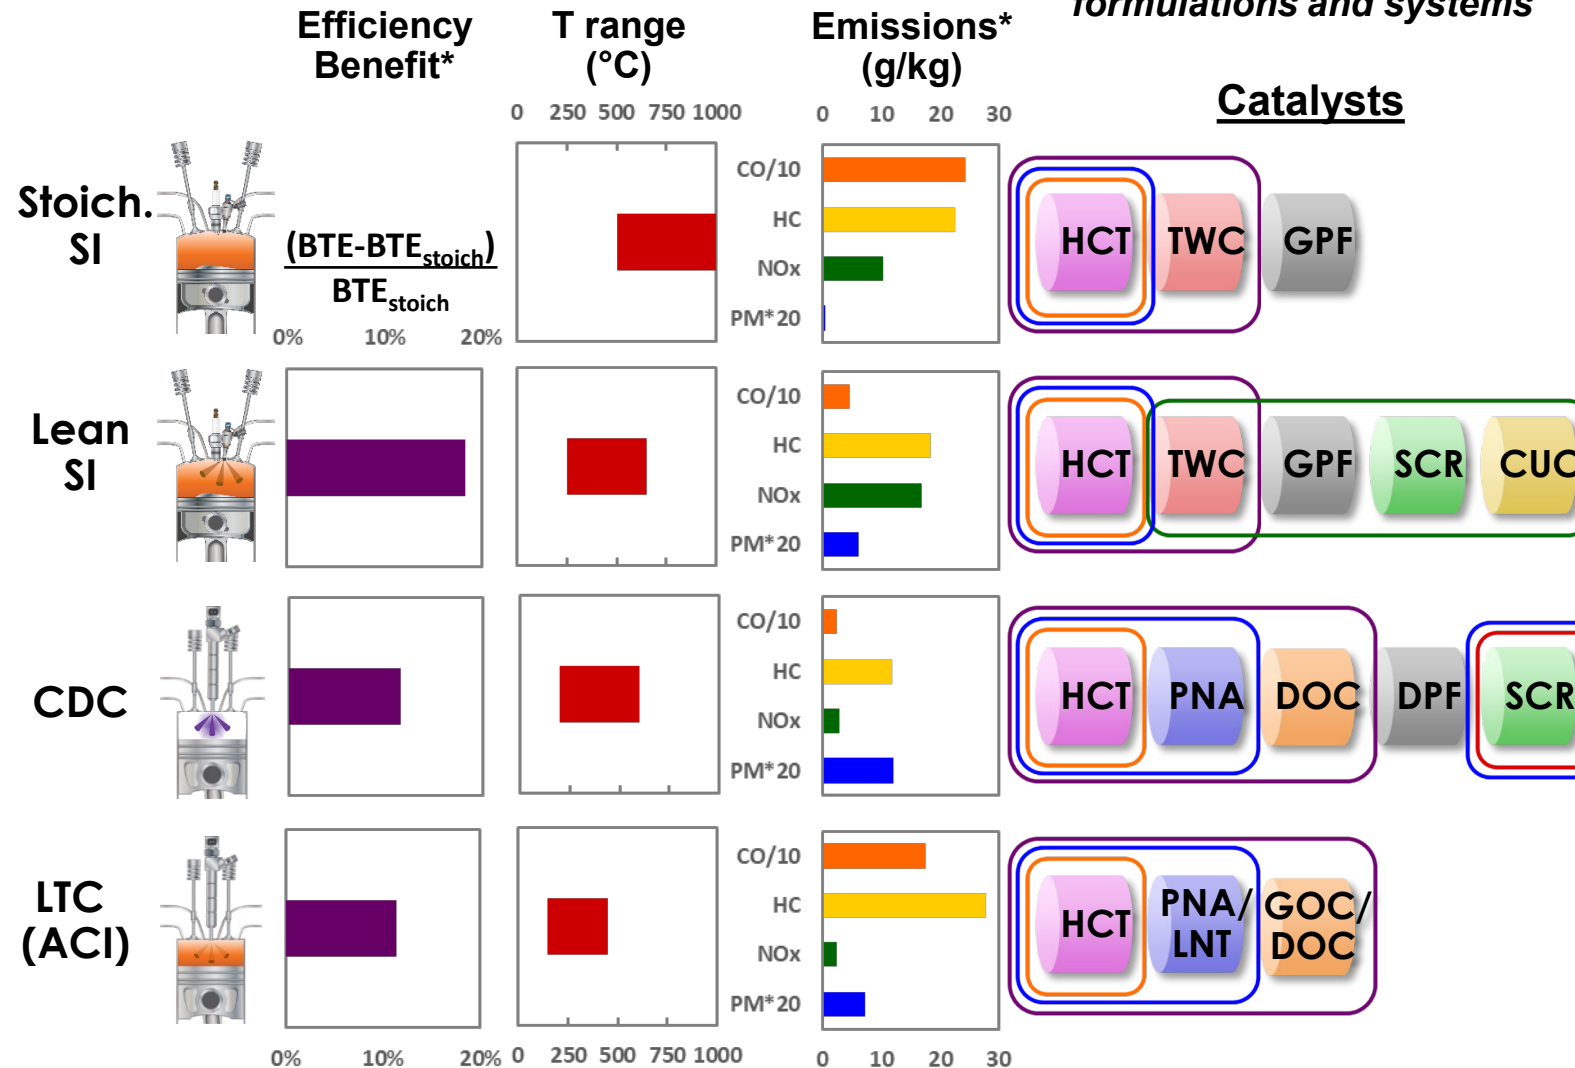 formulations and systems
Efficiency
Benefit*
T range
(°C)
Emissions*
(g/kg)
Catalysts
0 250 500 750 1000
0 10 20 30
Stoich.
SI
(BTE-BTEstoich)
BTEstoich
0% 10% 20%
CO/10
HC
NOx
PM*20
HCT TWC GPF
Lean
SI
CO/10
HC
NOx
PM*20
HCT TWC GPF SCR CUC
CDC
CO/10
HC
NOx
PM*20
HCT PNA DOC DPF SCR
LTC
(ACI)
CO/10
HC
NOx
PM*20
HCT
PNA/
LNT
GOC/
DOC
0% 10% 20%
0 250 500 750 1000
0 10 20 30